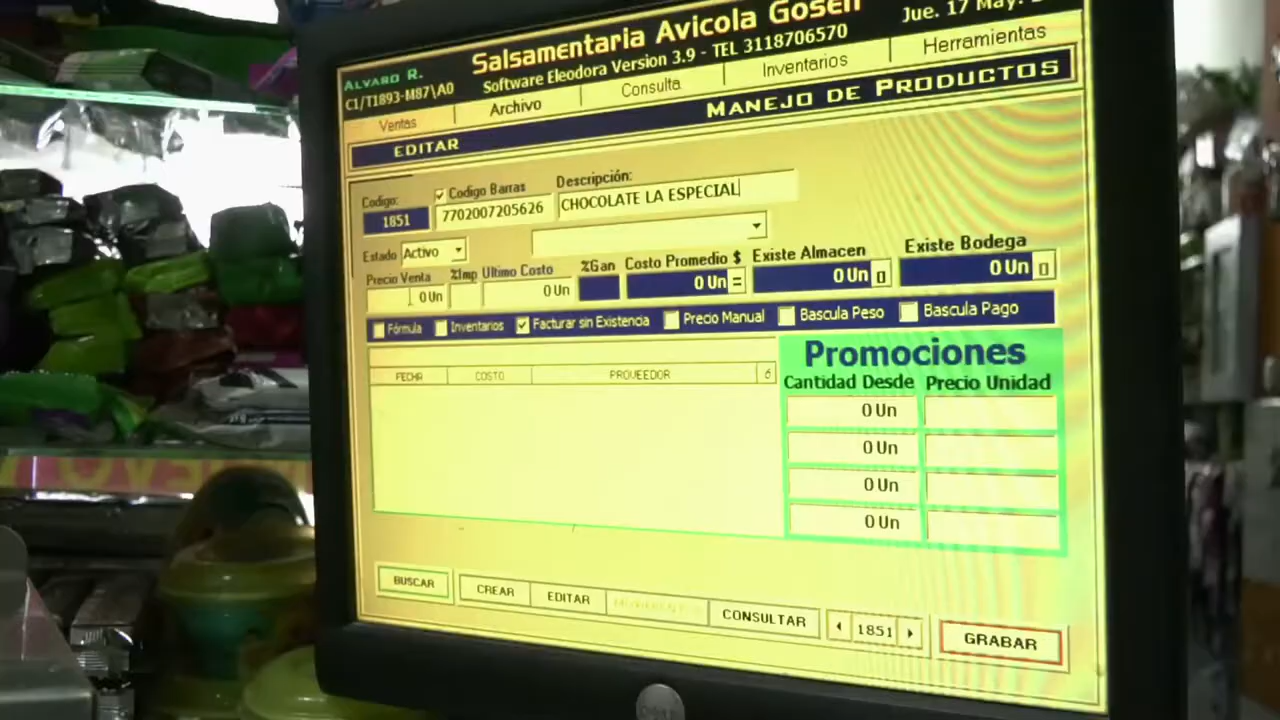 Salsamentaria Avicola Gosen
Jue. 17 May.
ALVARO R.
Software Eleodora Version 3.9 - TEL 3118706570
C1/T1893-M87\A0
Ventas Archivo Consulta Inventarios Herramientas
EDITAR MANEJO DE PRODUCTOS
Codigo: Codigo Barras Descripción:
1851 7702007205626 CHOCOLATE LA ESPECIAL
Estado Activo
Precio Venta %Imp Ultimo Costo %Gan Costo Promedio $ Existe Almacen Existe Bodega
0 Un 0 Un 0 Un = 0 Un 0 Un
Fórmula Inventarios Facturar sin Existencia Precio Manual Bascula Peso Bascula Pago
Promociones
FECHA COSTO PROVEEDOR 6
Cantidad Desde Precio Unidad
0 Un
0 Un
0 Un
0 Un
BUSCAR CREAR EDITAR CONSULTAR 1851 GRABAR
DELL